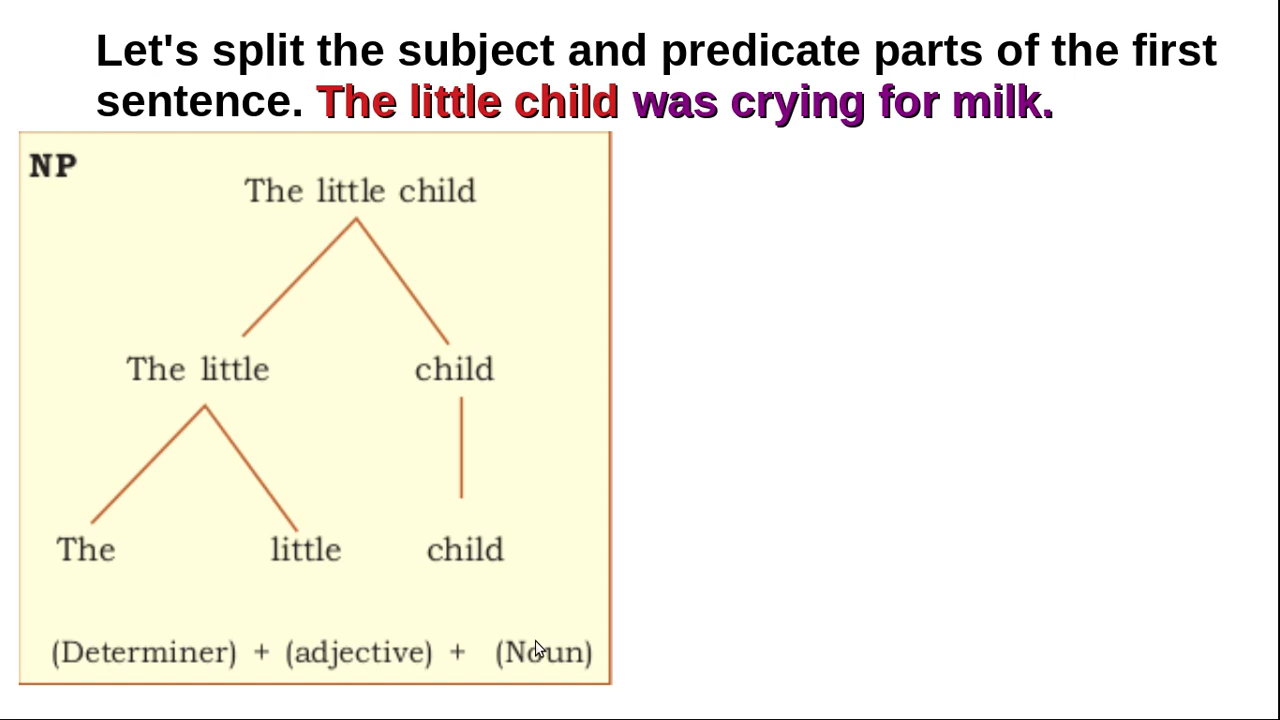 Let's split the subject and predicate parts of the first
sentence. The little child was crying for milk.
NP
The little child
The little child
The little child
(Determiner) + (adjective) + (Noun)